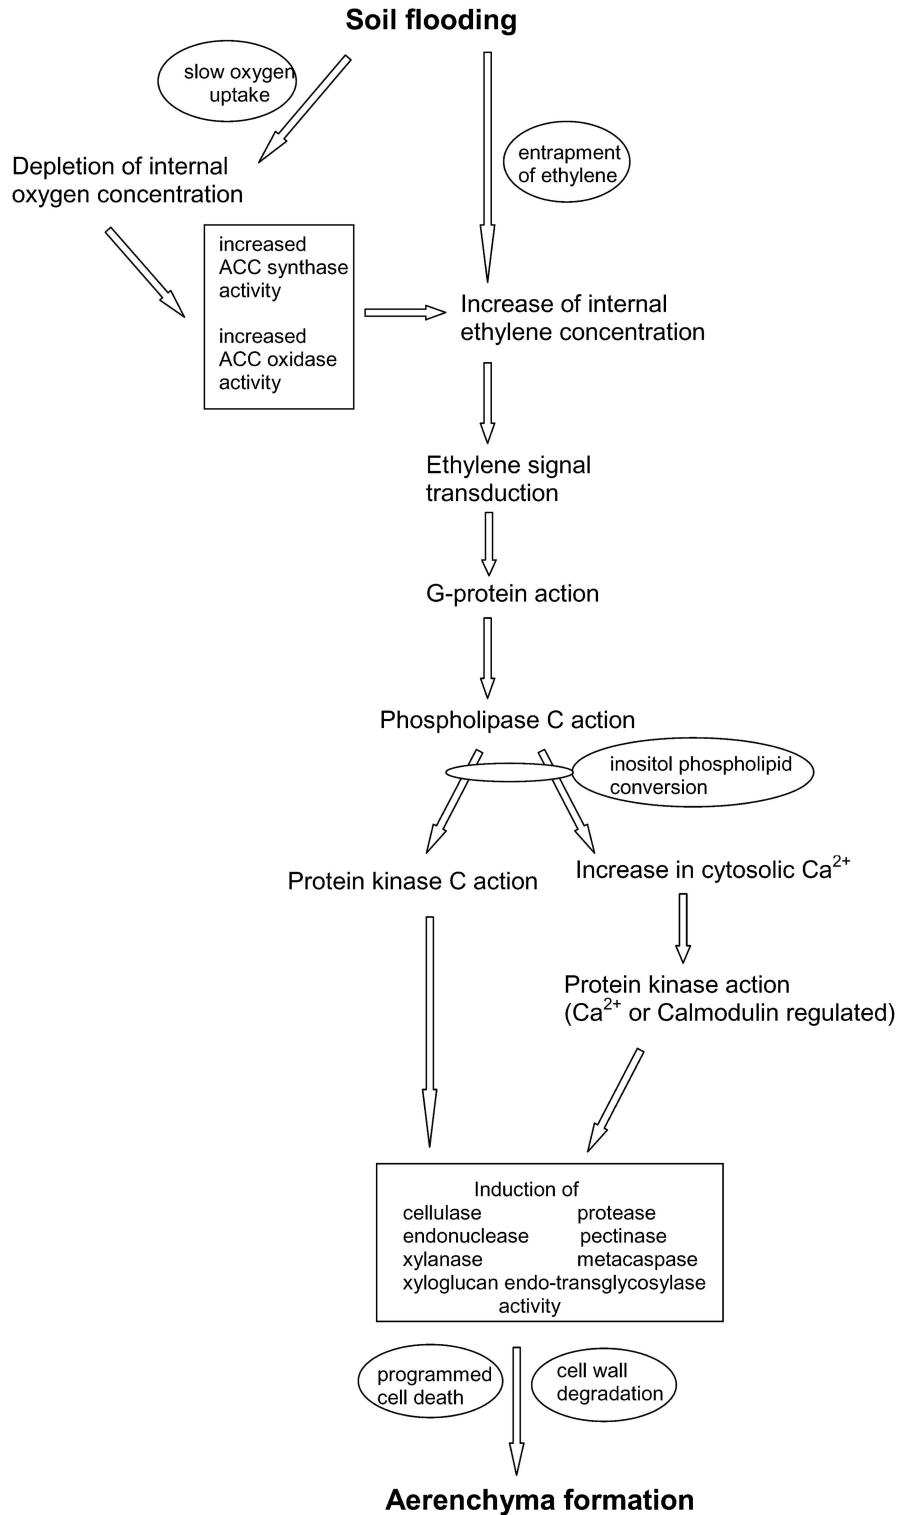 Soil flooding
slow oxygen
uptake
entrapment
of ethylene
Depletion of internal
oxygen concentration
increased
ACC synthase
activity
increased
ACC oxidase
activity
Increase of internal
ethylene concentration
Ethylene signal
transduction
G-protein action
Phospholipase C action
inositol phospholipid
conversion
Protein kinase C action
Increase in cytosolic Ca²⁺
Protein kinase action
(Ca²⁺ or Calmodulin regulated)
Induction of
cellulase protease
endonuclease pectinase
xylanase metacaspase
xyloglucan endo-transglycosylase
activity
programmed
cell death
cell wall
degradation
Aerenchyma formation